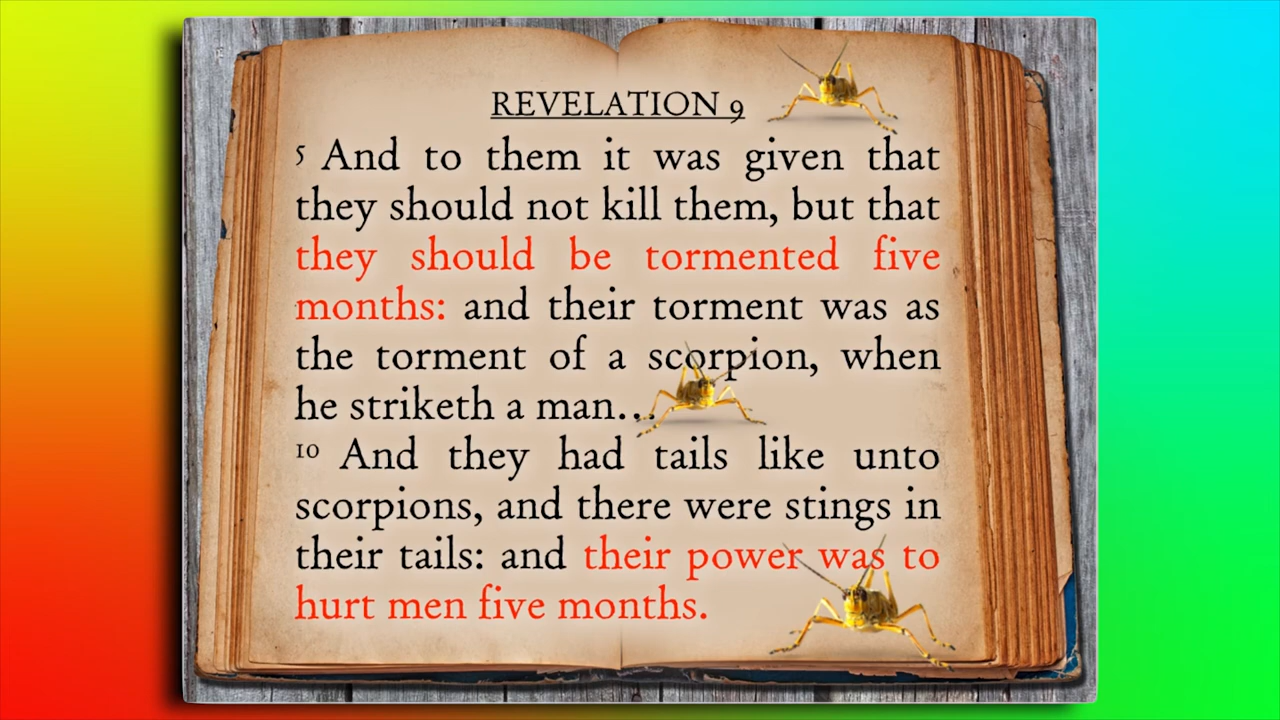 REVELATION 9
5 And to them it was given that
they should not kill them, but that
they should be tormented five
months: and their torment was as
the torment of a scorpion, when
he striketh a man...
10 And they had tails like unto
scorpions, and there were stings in
their tails: and their power was to
hurt men five months.